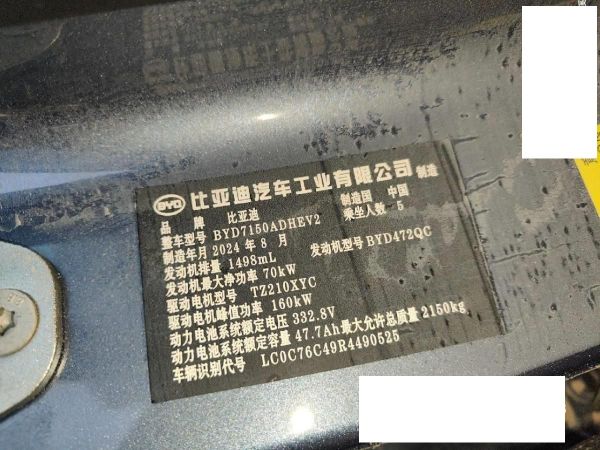 BYD 比亚迪汽车工业有限公司 制造
品 牌 比亚迪 制造国 中国
整车型号 BYD7150ADHEV2 乘坐人数 5
制造年月 2024 年 8 月
发动机排量 1498mL 发动机型号 BYD472QC
发动机最大净功率 70kW
驱动电机型号 TZ210XYC
驱动电机峰值功率 160kW
动力电池系统额定电压 332.8V
动力电池系统额定容量 47.7Ah 最大允许总质量 2150kg
车辆识别代号 LC0C76C49R4490525